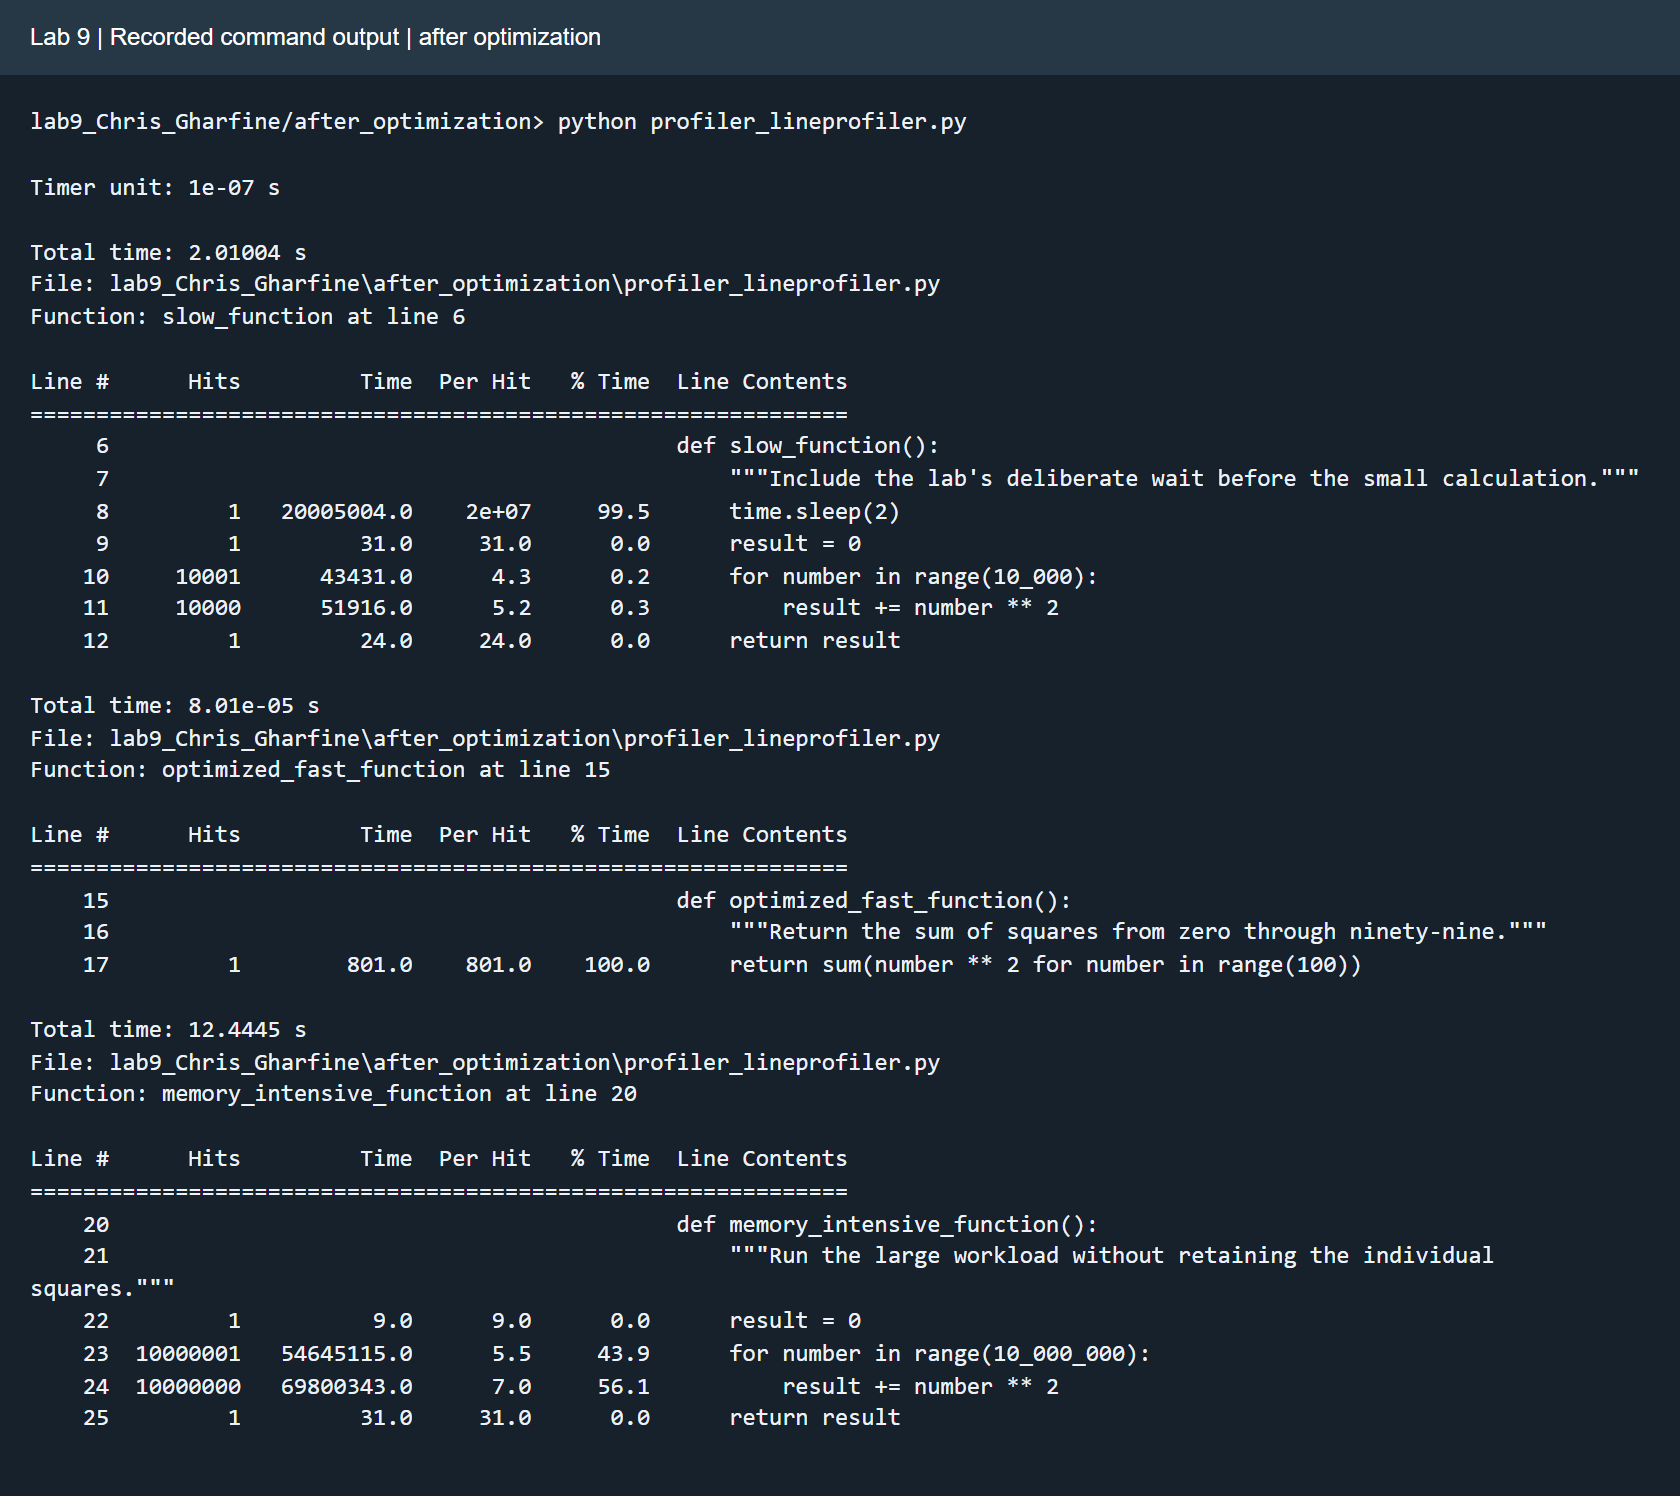 Lab 9 | Recorded command output | after optimization
lab9_Chris_Gharfine/after_optimization> python profiler_lineprofiler.py
Timer unit: 1e-07 s
Total time: 2.01004 s
File: lab9_Chris_Gharfine\after_optimization\profiler_lineprofiler.py
Function: slow_function at line 6
Line #      Hits         Time  Per Hit   % Time  Line Contents
==============================================================
     6                                           def slow_function():
     7                                               """Include the lab's deliberate wait before the small calculation."""
     8         1   20005004.0    2e+07     99.5      time.sleep(2)
     9         1         31.0     31.0      0.0      result = 0
    10     10001      43431.0      4.3      0.2      for number in range(10_000):
    11     10000      51916.0      5.2      0.3          result += number ** 2
    12         1         24.0     24.0      0.0      return result
Total time: 8.01e-05 s
File: lab9_Chris_Gharfine\after_optimization\profiler_lineprofiler.py
Function: optimized_fast_function at line 15
Line #      Hits         Time  Per Hit   % Time  Line Contents
==============================================================
    15                                           def optimized_fast_function():
    16                                               """Return the sum of squares from zero through ninety-nine."""
    17         1        801.0    801.0    100.0      return sum(number ** 2 for number in range(100))
Total time: 12.4445 s
File: lab9_Chris_Gharfine\after_optimization\profiler_lineprofiler.py
Function: memory_intensive_function at line 20
Line #      Hits         Time  Per Hit   % Time  Line Contents
==============================================================
    20                                           def memory_intensive_function():
    21                                               """Run the large workload without retaining the individual
squares."""
    22         1          9.0      9.0      0.0      result = 0
    23  10000001   54645115.0      5.5     43.9      for number in range(10_000_000):
    24  10000000   69800343.0      7.0     56.1          result += number ** 2
    25         1         31.0     31.0      0.0      return result